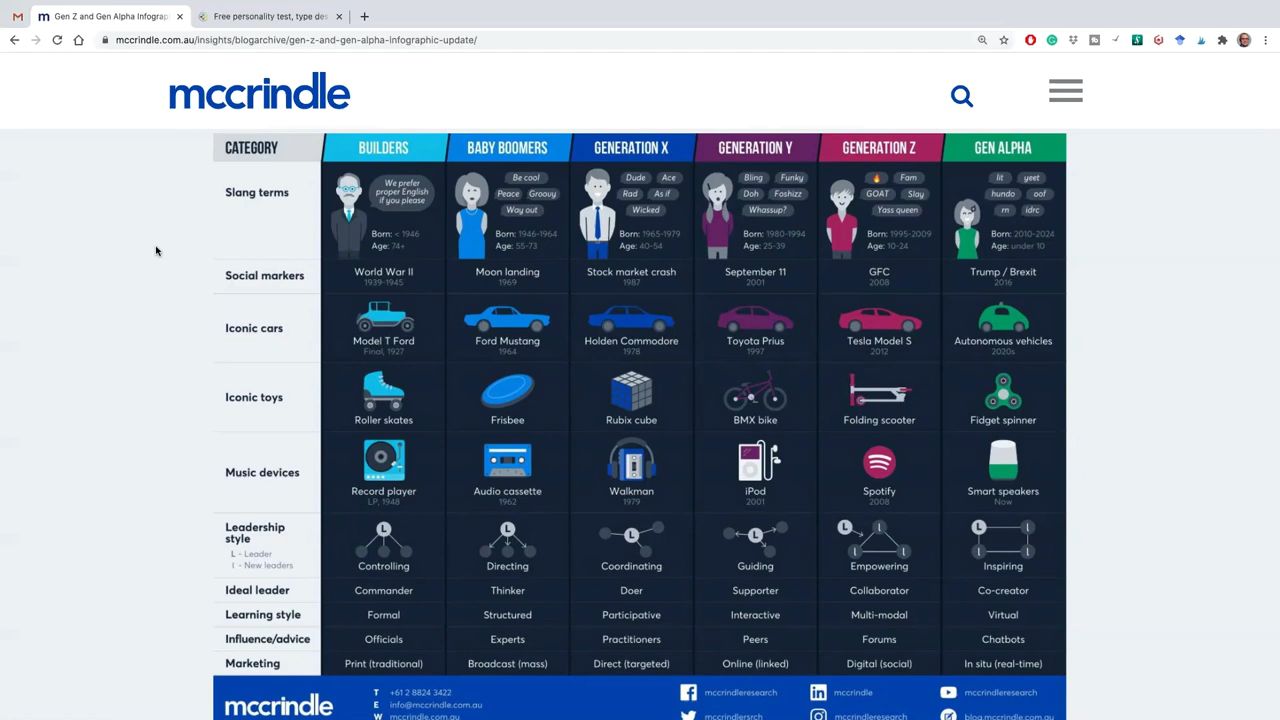 Gen Z and Gen Alpha Infograp
Free personality test, type des
mccrindle.com.au/insights/blogarchive/gen-z-and-gen-alpha-infographic-update/
mccrindle
CATEGORY BUILDERS BABY BOOMERS GENERATION X GENERATION Y GENERATION Z GEN ALPHA
Slang terms
We prefer
proper English
if you please
Born: < 1946
Age: 74+
Be cool
Peace Groovy
Way out
Born: 1946-1964
Age: 55-73
Dude Ace
Rad As if
Wicked
Born: 1965-1979
Age: 40-54
Bling Funky
Doh Foshizz
Whassup?
Born: 1980-1994
Age: 25-39
🔥 Fam
GOAT Slay
Yass queen
Born: 1995-2009
Age: 10-24
lit yeet
hundo oof
rn idrc
Born: 2010-2024
Age: under 10
Social markers World War II Moon landing Stock market crash September 11 GFC Trump / Brexit
1939-1945 1969 1987 2001 2008 2016
Iconic cars
Model T Ford Ford Mustang Holden Commodore Toyota Prius Tesla Model S Autonomous vehicles
Final, 1927 1964 1978 1997 2012 2020s
Iconic toys
Roller skates Frisbee Rubix cube BMX bike Folding scooter Fidget spinner
Music devices
Record player Audio cassette Walkman iPod Spotify Smart speakers
LP, 1948 1962 1979 2001 2008 Now
Leadership
style
L - Leader
l - New leaders
L L L L L l l l L l l l
Controlling Directing Coordinating Guiding Empowering Inspiring
Ideal leader Commander Thinker Doer Supporter Collaborator Co-creator
Learning style Formal Structured Participative Interactive Multi-modal Virtual
Influence/advice Officials Experts Practitioners Peers Forums Chatbots
Marketing Print (traditional) Broadcast (mass) Direct (targeted) Online (linked) Digital (social) In situ (real-time)
mccrindle
T +61 2 8824 3422
E info@mccrindle.com.au
W mccrindle.com.au
mccrindleresearch mccrindle mccrindleresearch
mccrindlersrch mccrindleresearch blog.mccrindle.com.au